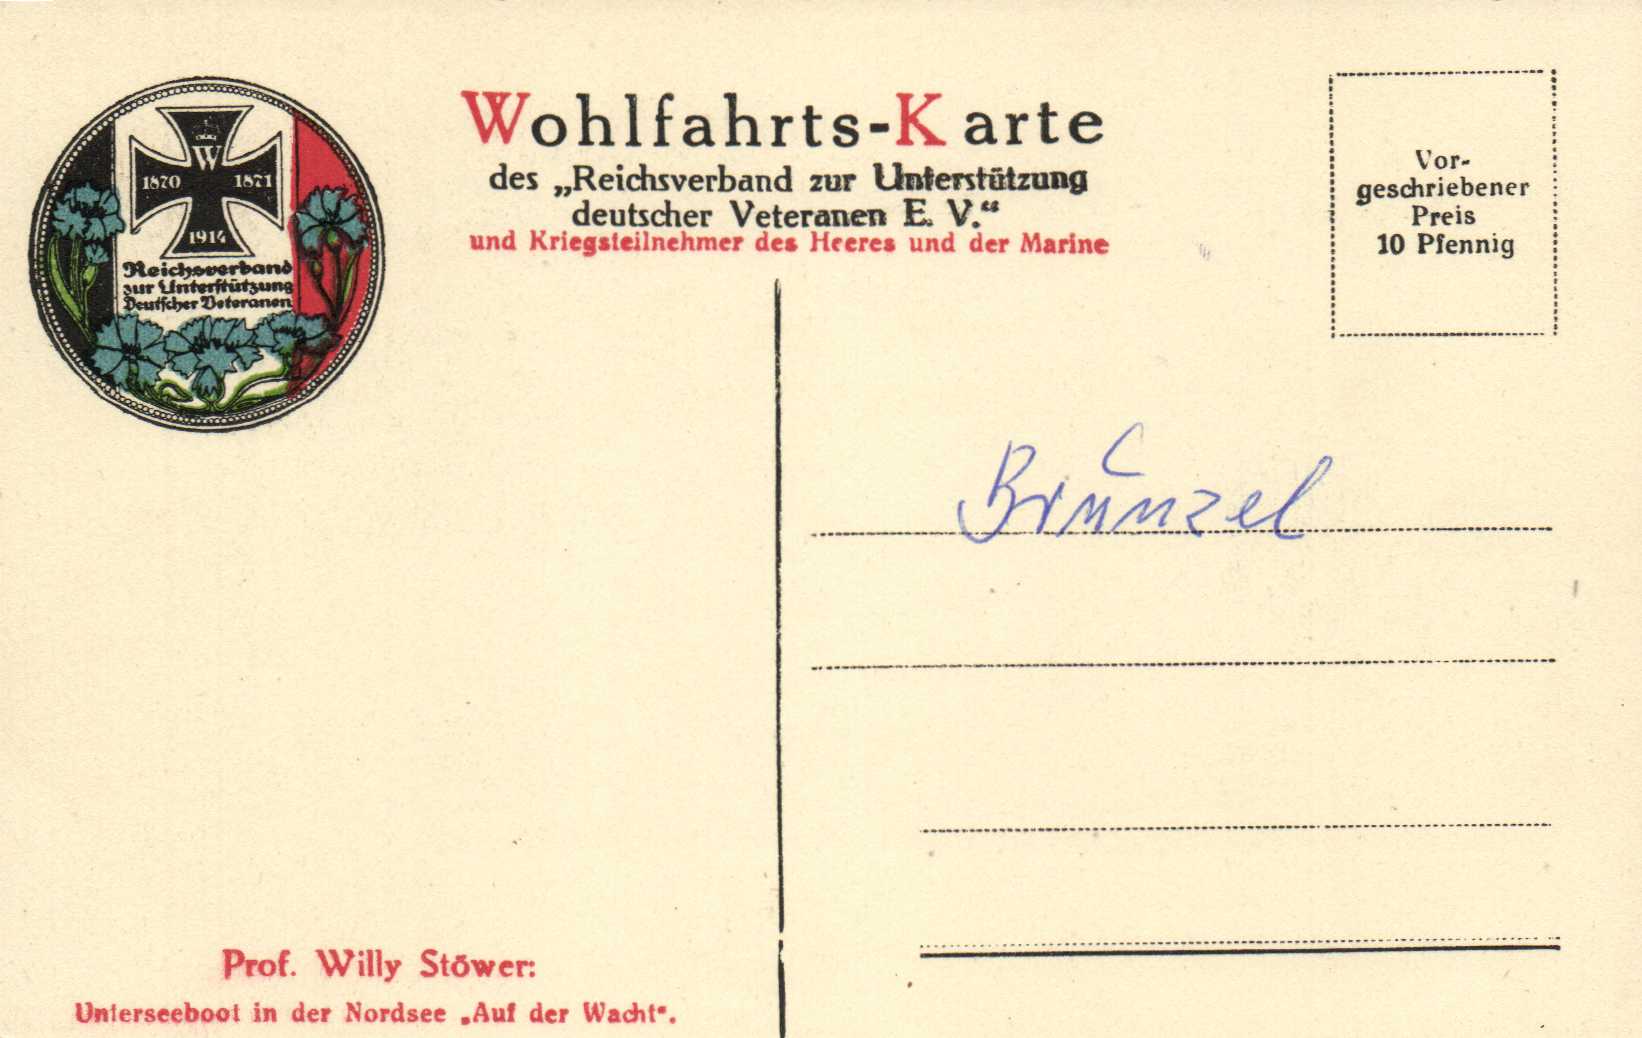 W
1870 1871
1914
Reichsverband
zur Unterstützung
Deutscher Veteranen
Wohlfahrts-Karte
des „Reichsverband zur Unterstützung
deutscher Veteranen E. V.“
und Kriegsteilnehmer des Heeres und der Marine
Vor-
geschriebener
Preis
10 Pfennig
Brünzel
Prof. Willy Stöwer:
Unterseeboot in der Nordsee „Auf der Wacht“.